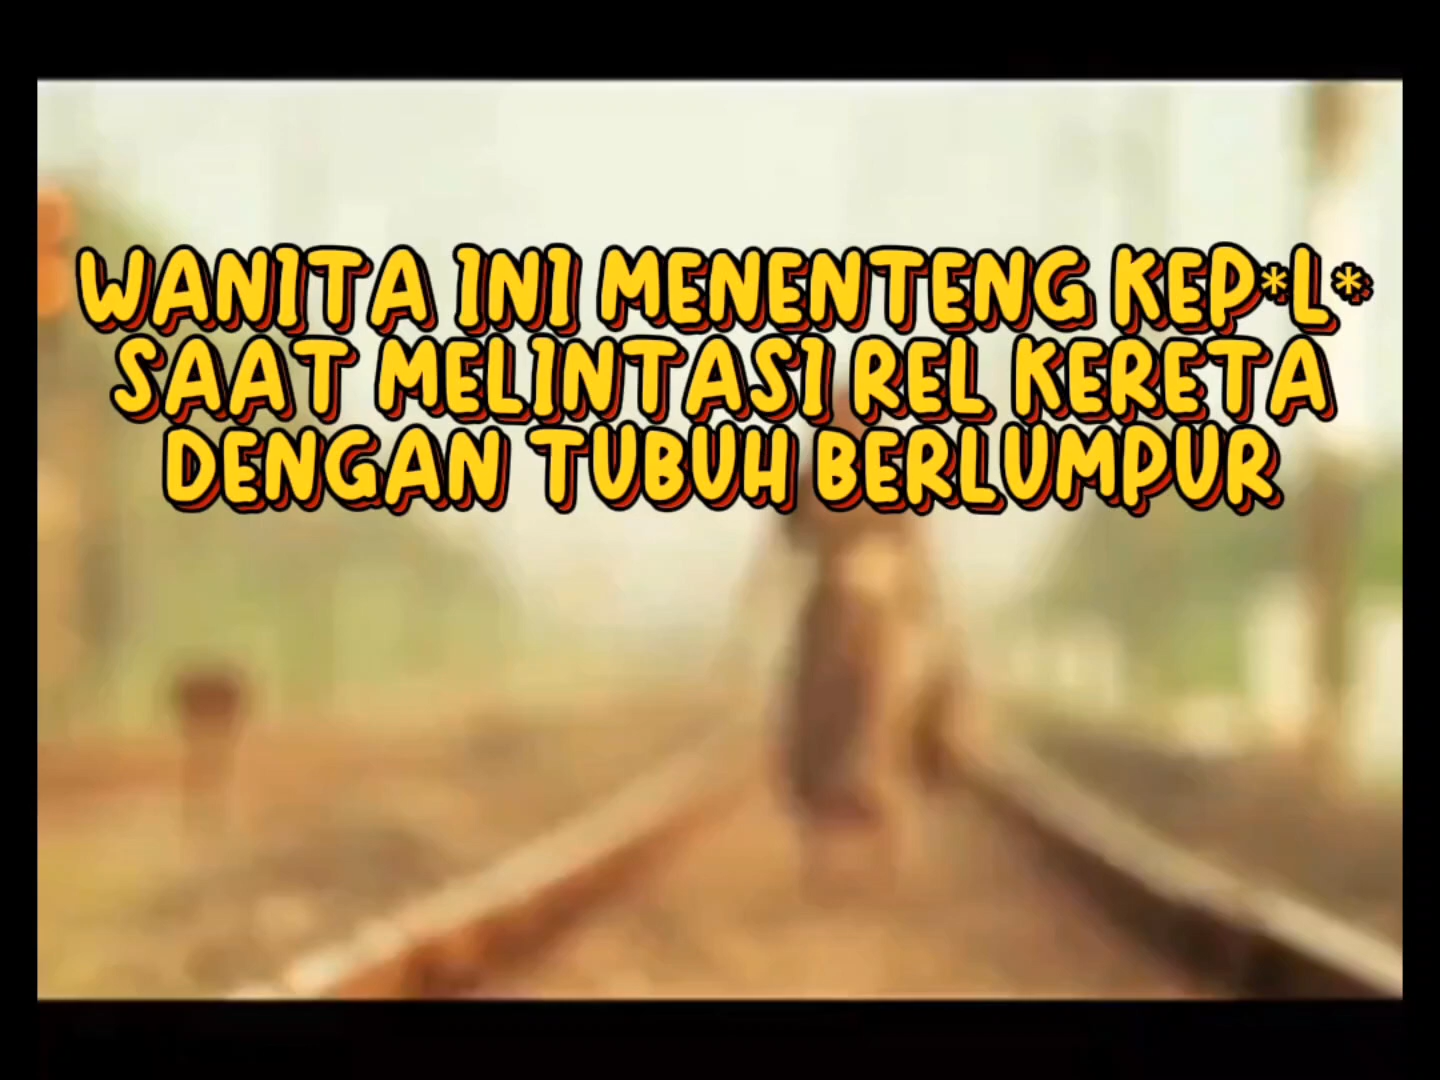 WANITA INI MENENTENG KEP*L*
SAAT MELINTASI REL KERETA
DENGAN TUBUH BERLUMPUR